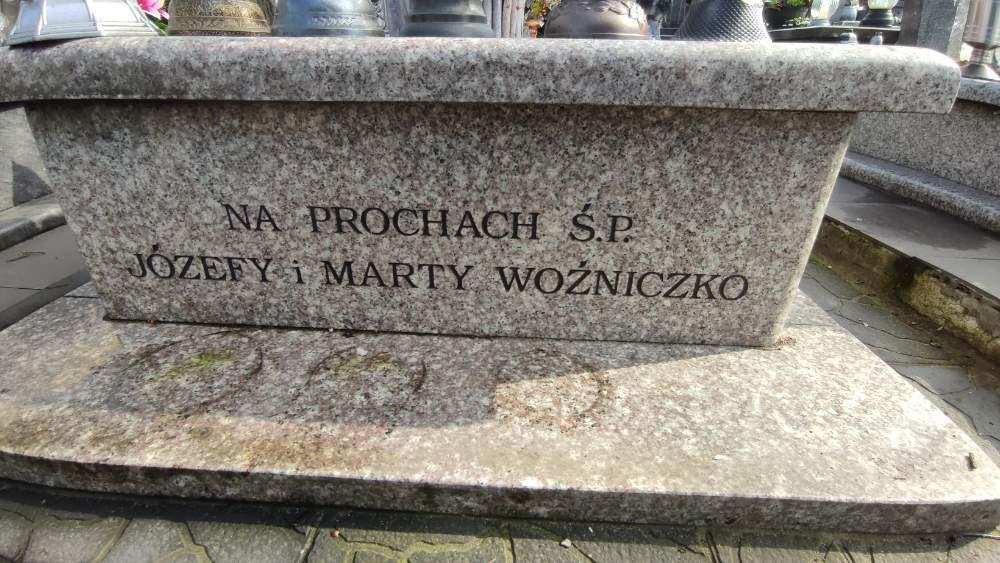 NA PROCHACH Ś.P.
JÓZEFY i MARTY WOŹNICZKO